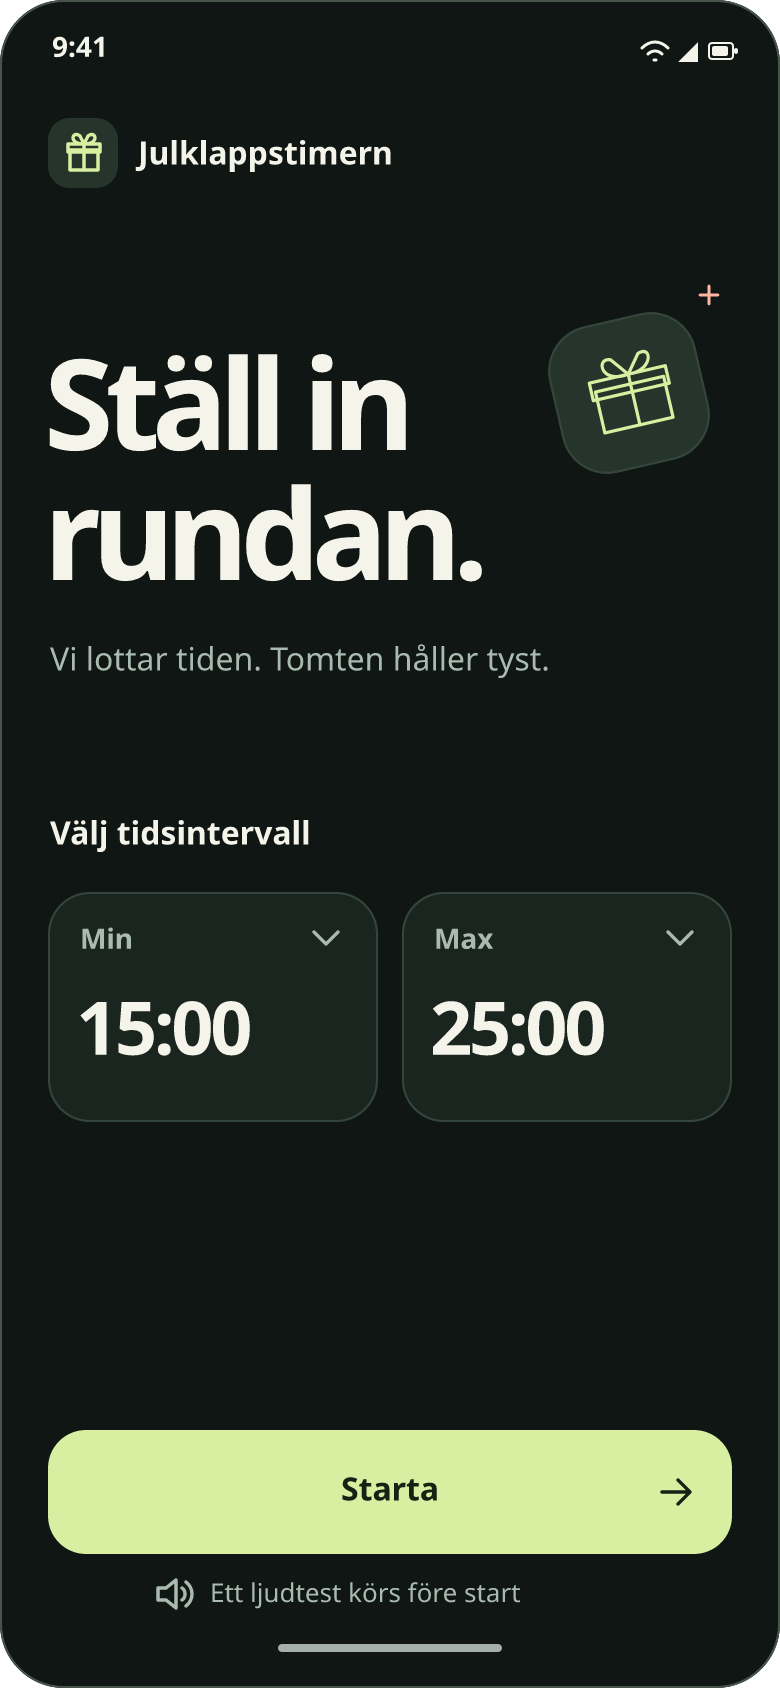 9:41
Julklappstimern
Ställ in
rundan.
Vi lottar tiden. Tomten håller tyst.
Välj tidsintervall
Min
15:00
Max
25:00
Starta
Ett ljudtest körs före start